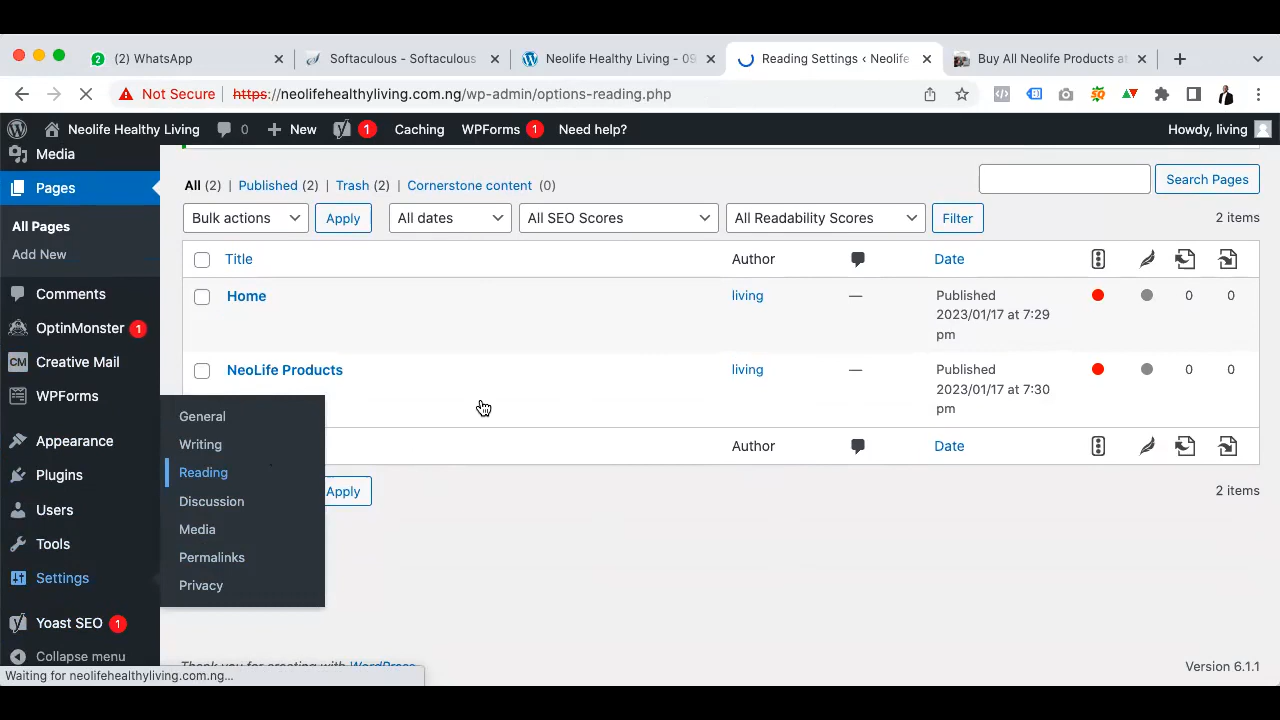 (2) WhatsApp
Softaculous - Softaculous
Neolife Healthy Living - 09
Reading Settings ‹ Neolife
Buy All Neolife Products at
Not Secure
https://neolifehealthyliving.com.ng/wp-admin/options-reading.php
Neolife Healthy Living
0
New
1
Caching
WPForms 1
Need help?
Howdy, living
Media
Pages
All Pages
Add New
Comments
OptinMonster 1
Creative Mail
WPForms
Appearance
Plugins
Users
Tools
Settings
Yoast SEO 1
Collapse menu
General
Writing
Reading
Discussion
Media
Permalinks
Privacy
All (2) | Published (2) | Trash (2) | Cornerstone content (0)
Search Pages
Bulk actions
Apply
All dates
All SEO Scores
All Readability Scores
Filter
2 items
Title
Author
Date
Home
living
—
Published
2023/01/17 at 7:29
pm
0
0
NeoLife Products
living
—
Published
2023/01/17 at 7:30
pm
0
0
Author
Date
Apply
2 items
Thank you for creating with WordPress
Version 6.1.1
Waiting for neolifehealthyliving.com.ng...